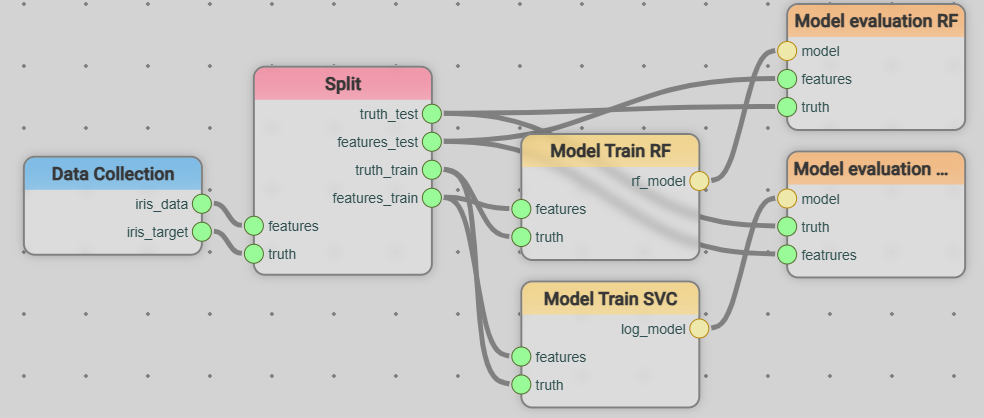 Data Collection
iris_data
iris_target
Split
truth_test
features_test
truth_train
features_train
features
truth
Model Train RF
rf_model
features
truth
Model Train SVC
log_model
features
truth
Model evaluation RF
model
features
truth
Model evaluation ...
model
truth
featrures